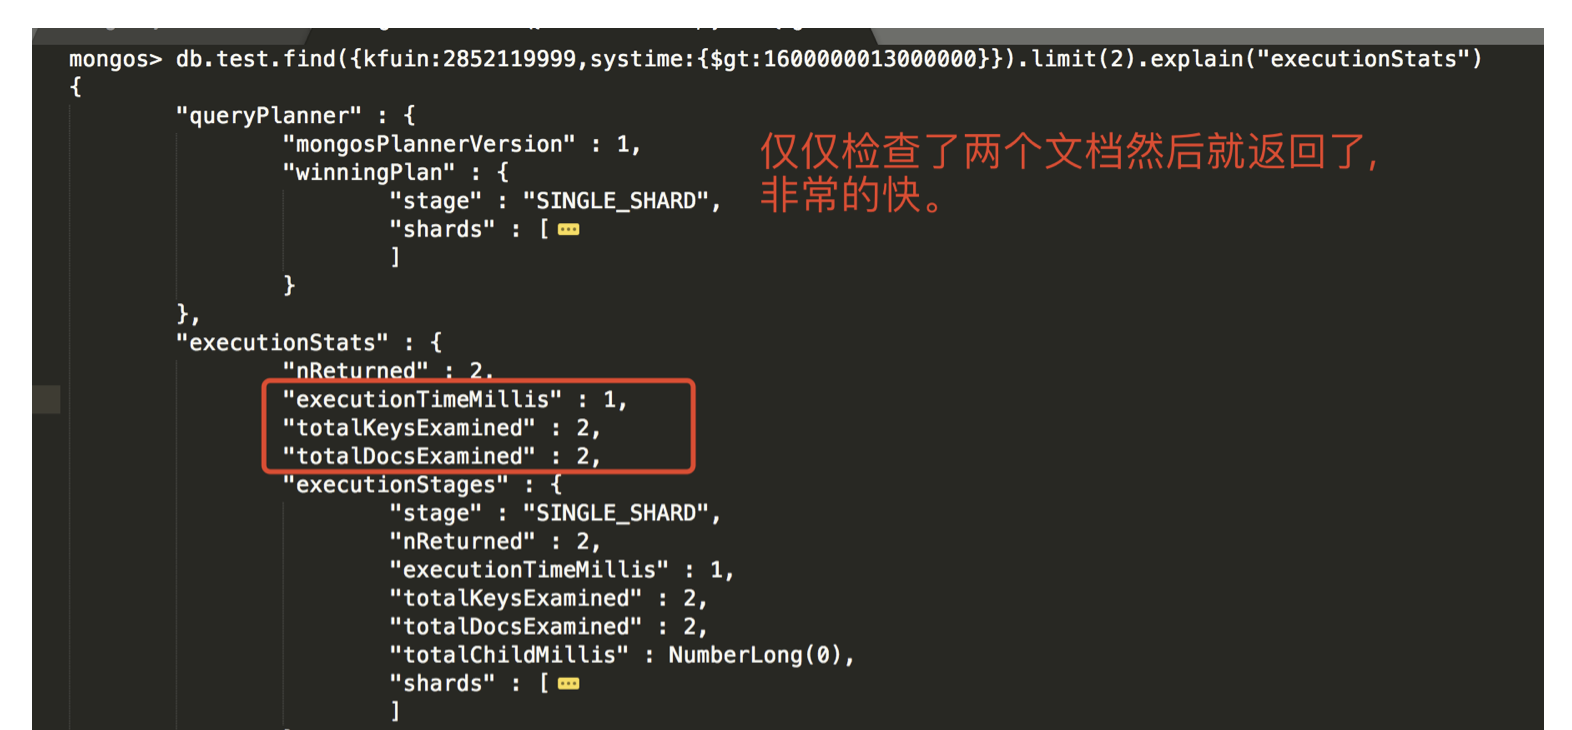 mongos> db.test.find({kfuin:2852119999,systime:{$gt:1600000013000000}}).limit(2).explain("executionStats")
{
"queryPlanner" : {
"mongosPlannerVersion" : 1,
"winningPlan" : {
"stage" : "SINGLE_SHARD",
"shards" : [
]
}
},
仅仅检查了两个文档然后就返回了,
非常的快。
"executionStats" : {
"nReturned" : 2,
"executionTimeMillis" : 1,
"totalKeysExamined" : 2,
"totalDocsExamined" : 2,
"executionStages" : {
"stage" : "SINGLE_SHARD",
"nReturned" : 2,
"executionTimeMillis" : 1,
"totalKeysExamined" : 2,
"totalDocsExamined" : 2,
"totalChildMillis" : NumberLong(0),
"shards" : [
]